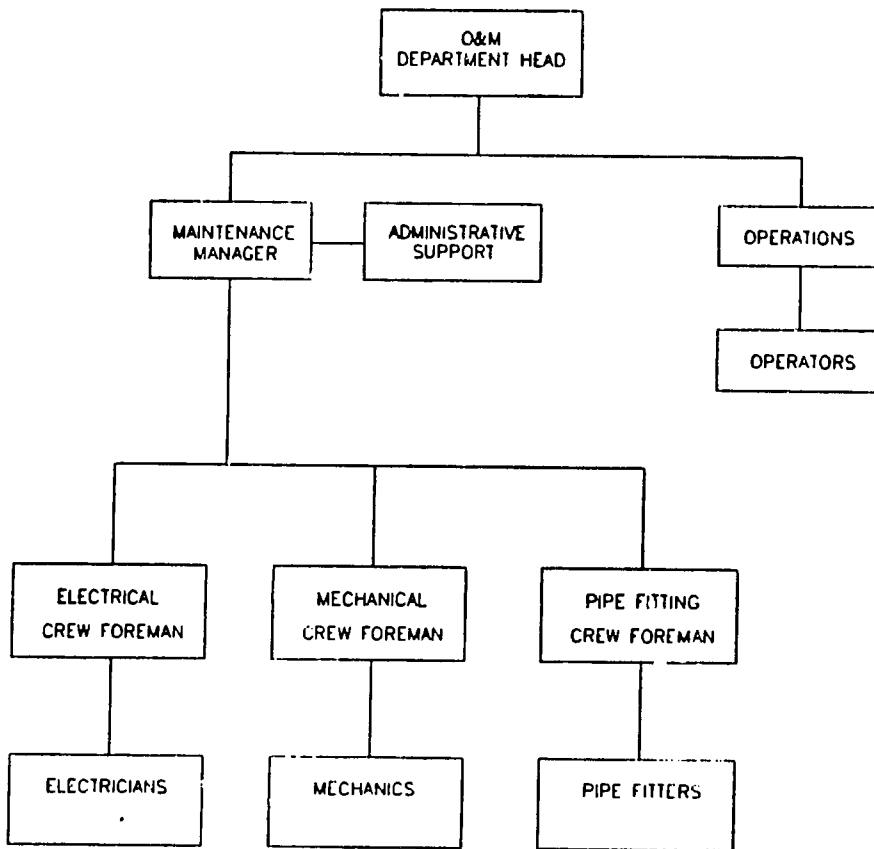 O&M
DEPARTMENT HEAD
MAINTENANCE
MANAGER
ADMINISTRATIVE
SUPPORT
OPERATIONS
OPERATORS
ELECTRICAL
CREW FOREMAN
MECHANICAL
CREW FOREMAN
PIPE FITTING
CREW FOREMAN
ELECTRICIANS
MECHANICS
PIPE FITTERS